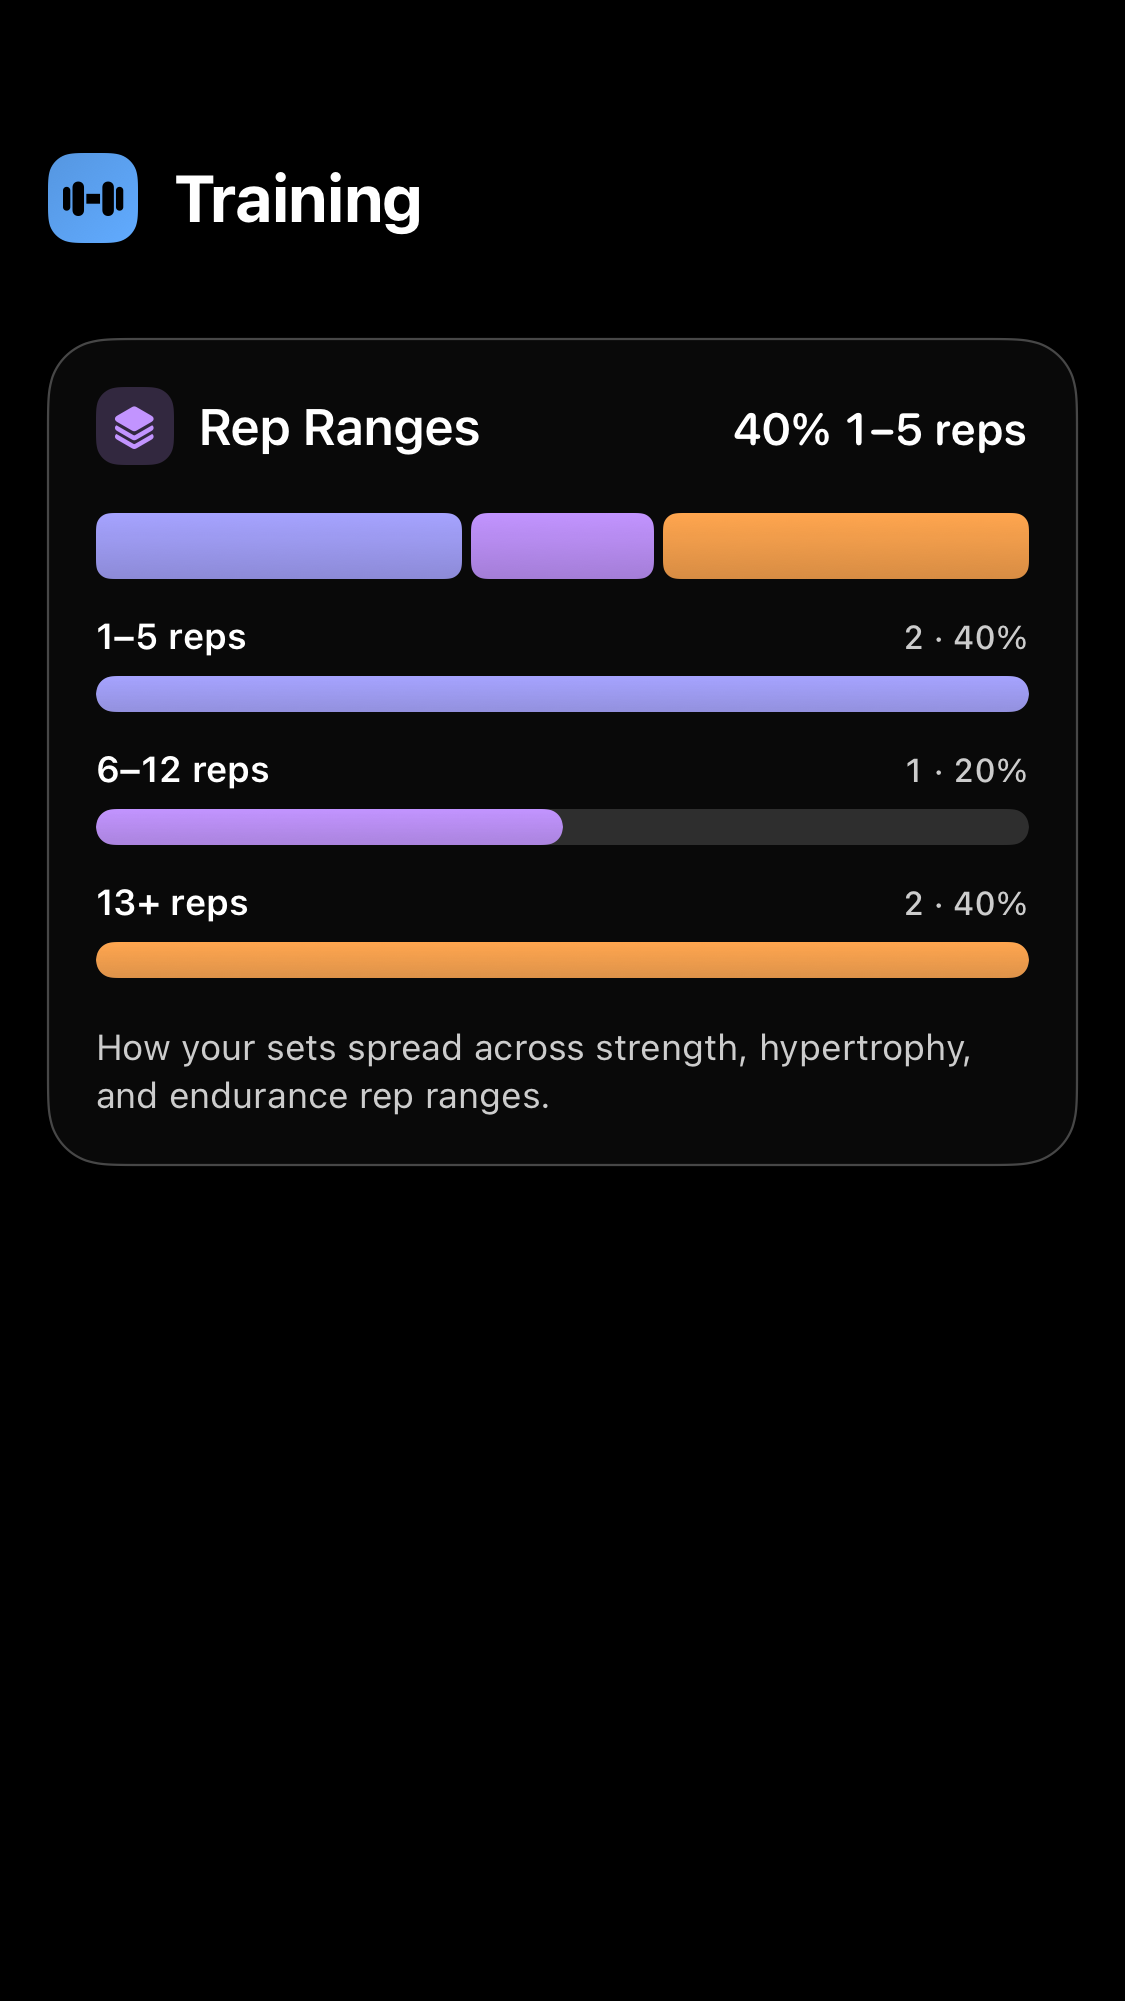 Training
Rep Ranges
40% 1–5 reps
1–5 reps
2 · 40%
6–12 reps
1 · 20%
13+ reps
2 · 40%
How your sets spread across strength, hypertrophy,
and endurance rep ranges.